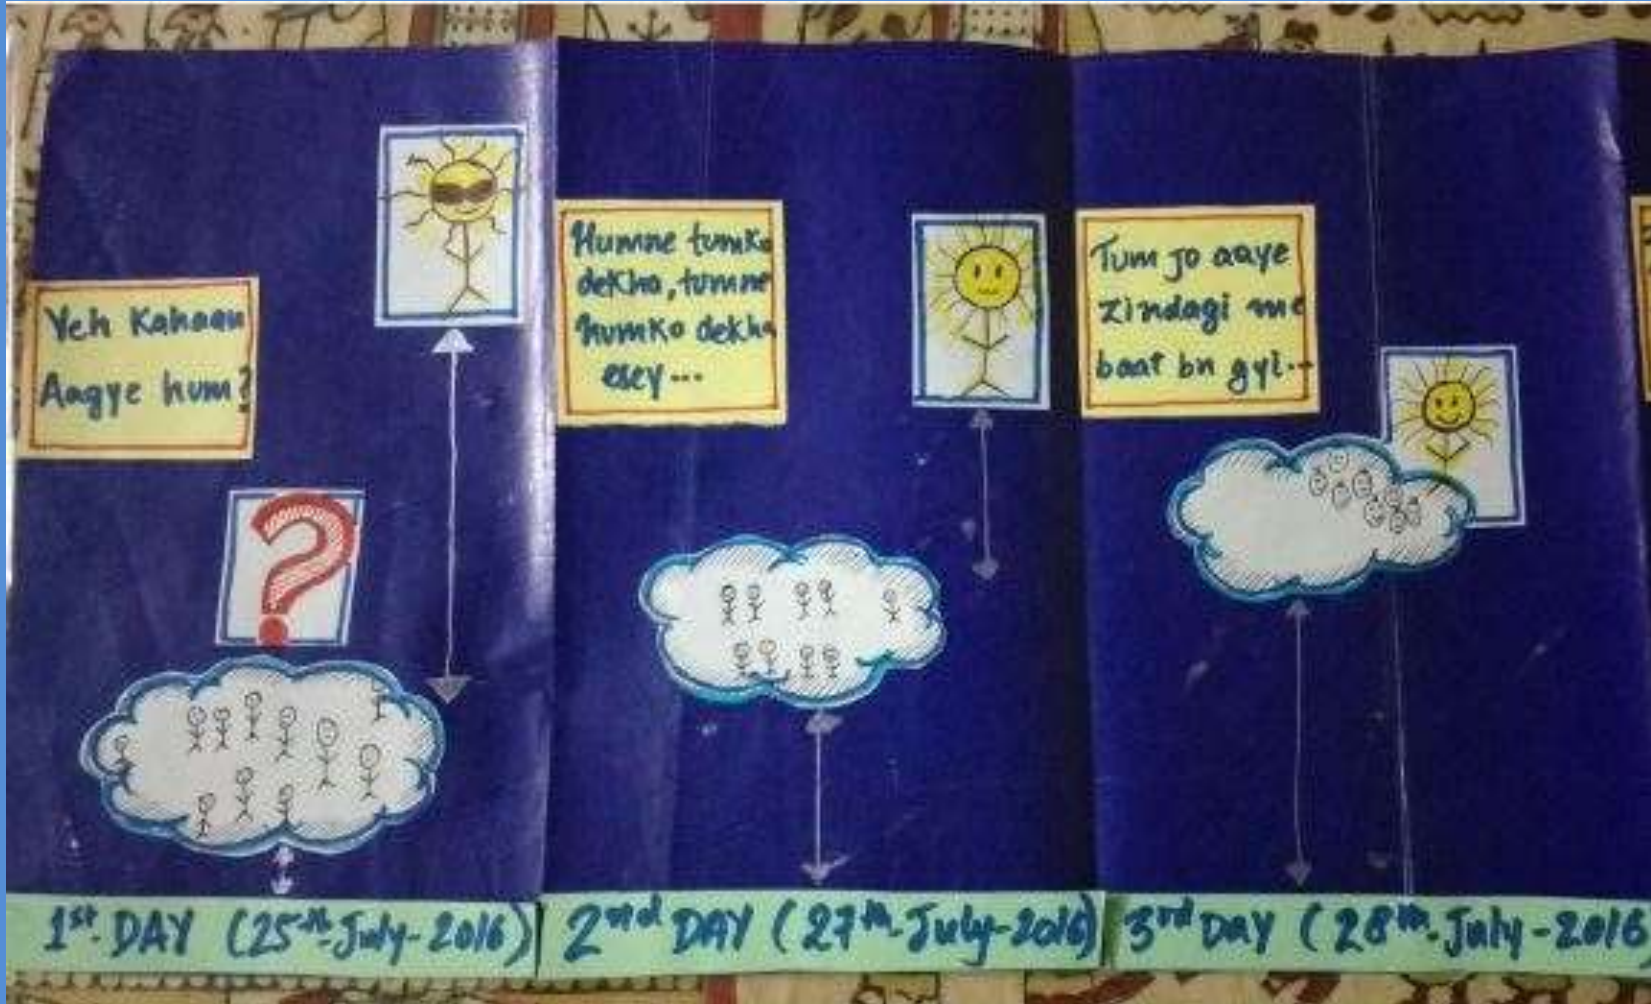 Yeh Kahaan
Aagye hum?
?
Humne tumko
dekha, tumne
humko dekha
esey...
Tum jo aaye
zindagi me
baat bn gyi..
1st DAY (25th-July-2016)
2nd DAY (27th-July-2016)
3rd DAY (28th-July-2016)